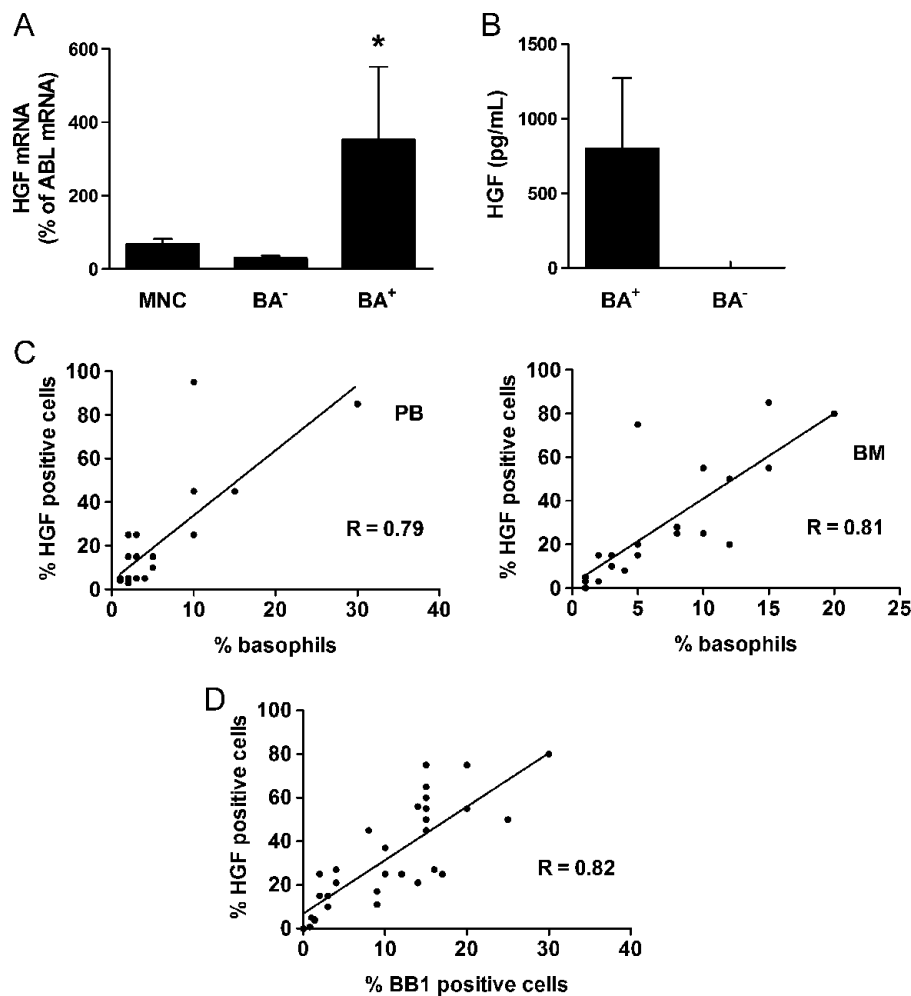 A
HGF mRNA
(% of ABL mRNA)
600
400
200
0
*
MNC BA⁻ BA⁺
B
HGF (pg/mL)
1500
1000
500
0
BA⁺ BA⁻
C
% HGF positive cells
100
80
60
40
20
0
PB
R = 0.79
0 10 20 30 40
% basophils
% HGF positive cells
100
80
60
40
20
0
BM
R = 0.81
0 5 10 15 20 25
% basophils
D
% HGF positive cells
100
80
60
40
20
0
R = 0.82
0 10 20 30 40
% BB1 positive cells